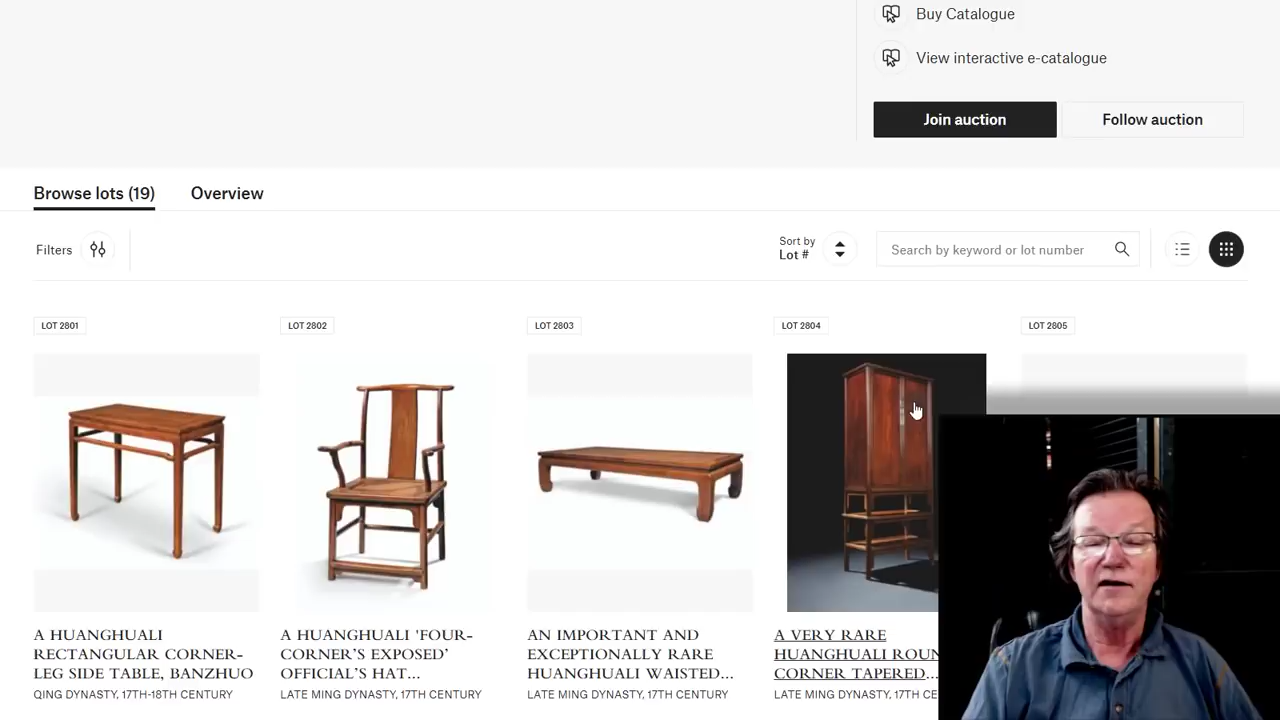 Buy Catalogue
View interactive e-catalogue
Join auction
Follow auction
Browse lots (19)
Overview
Filters
Sort by
Lot #
Search by keyword or lot number
LOT 2801
LOT 2802
LOT 2803
LOT 2804
LOT 2805
A HUANGHUALI
RECTANGULAR CORNER-
LEG SIDE TABLE, BANZHUO
QING DYNASTY, 17TH-18TH CENTURY
A HUANGHUALI 'FOUR-
CORNER’S EXPOSED’
OFFICIAL’S HAT...
LATE MING DYNASTY, 17TH CENTURY
AN IMPORTANT AND
EXCEPTIONALLY RARE
HUANGHUALI WAISTED...
LATE MING DYNASTY, 17TH CENTURY
A VERY RARE
HUANGHUALI ROUN
CORNER TAPERED...
LATE MING DYNASTY, 17TH CE